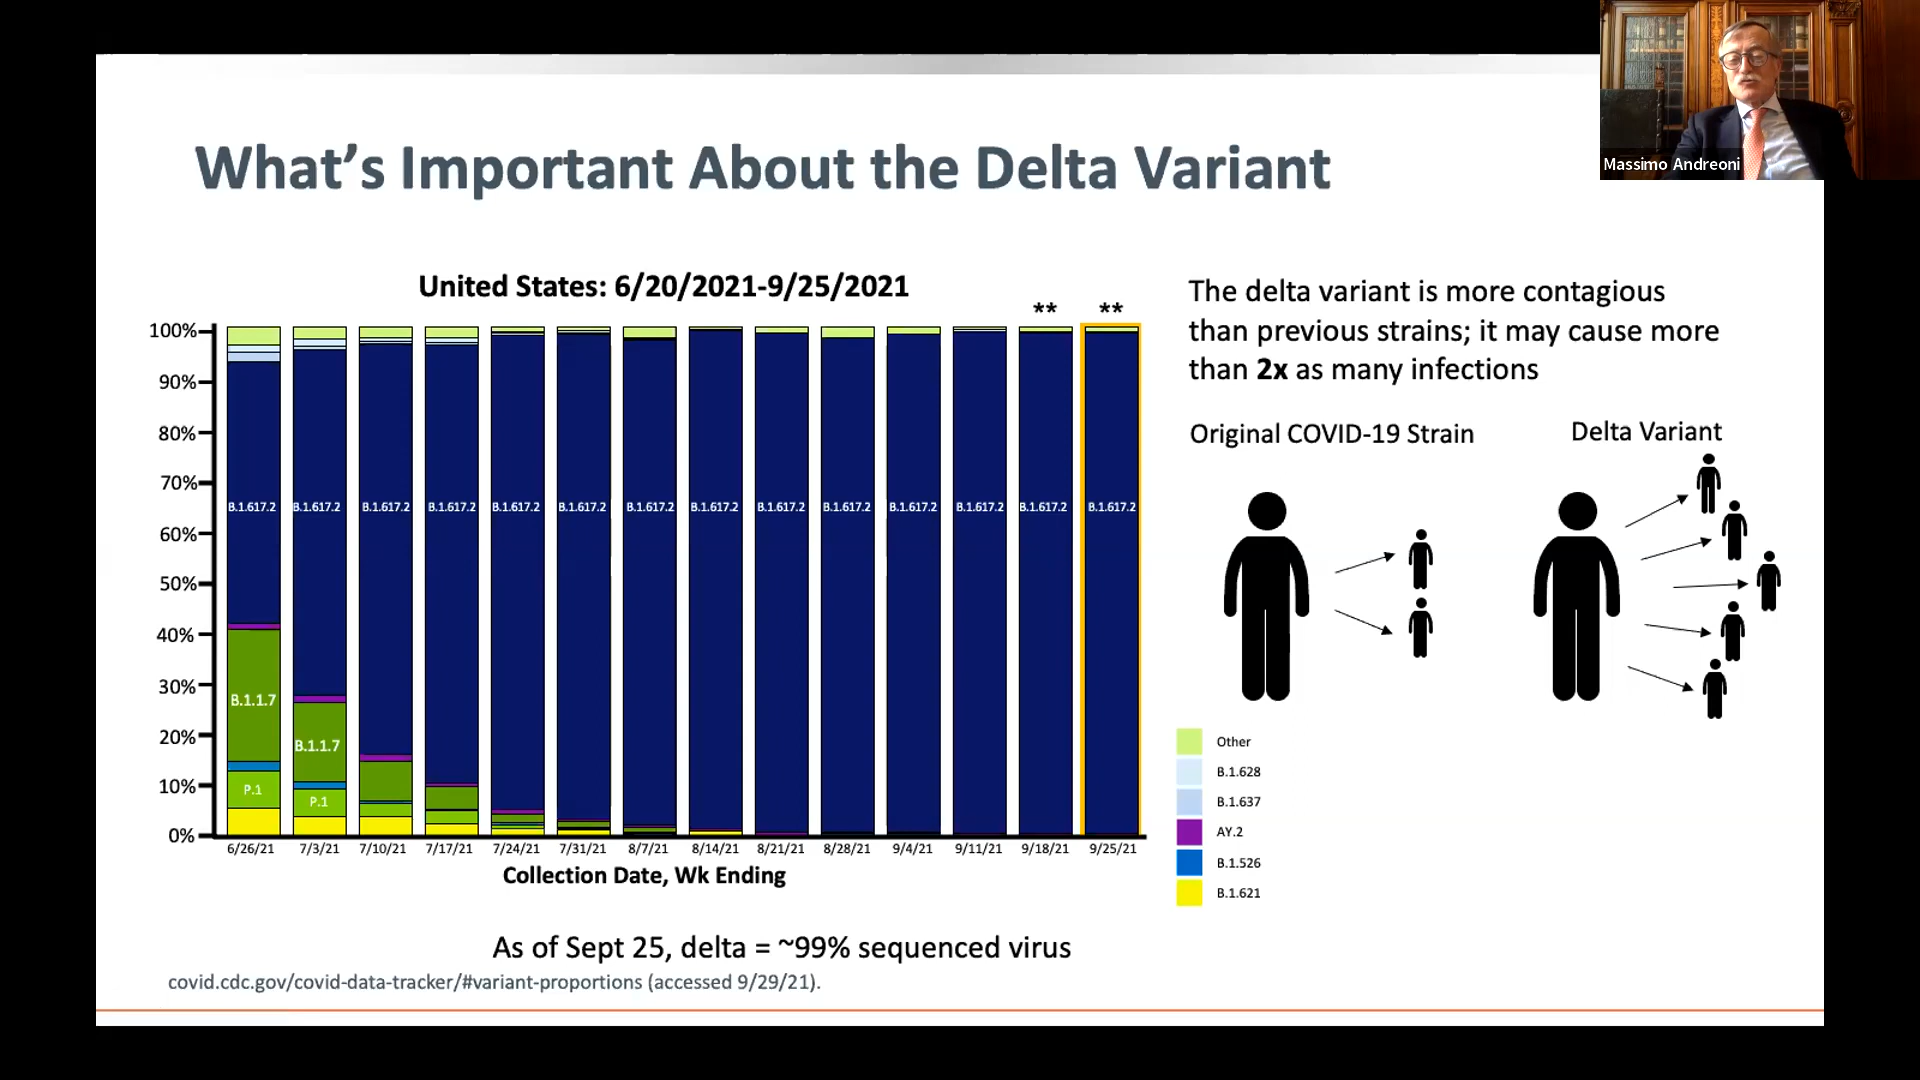 Massimo Andreoni
What's Important About the Delta Variant
United States: 6/20/2021-9/25/2021
** **
100%
90%
80%
70%
60%
50%
40%
30%
20%
10%
0%
B.1.617.2 B.1.617.2 B.1.617.2 B.1.617.2 B.1.617.2 B.1.617.2 B.1.617.2 B.1.617.2 B.1.617.2 B.1.617.2 B.1.617.2 B.1.617.2 B.1.617.2 B.1.617.2
B.1.1.7
B.1.1.7
P.1
P.1
6/26/21 7/3/21 7/10/21 7/17/21 7/24/21 7/31/21 8/7/21 8/14/21 8/21/21 8/28/21 9/4/21 9/11/21 9/18/21 9/25/21
Collection Date, Wk Ending
The delta variant is more contagious
than previous strains; it may cause more
than 2x as many infections
Original COVID-19 Strain
Delta Variant
Other
B.1.628
B.1.637
AY.2
B.1.526
B.1.621
As of Sept 25, delta = ~99% sequenced virus
covid.cdc.gov/covid-data-tracker/#variant-proportions (accessed 9/29/21).